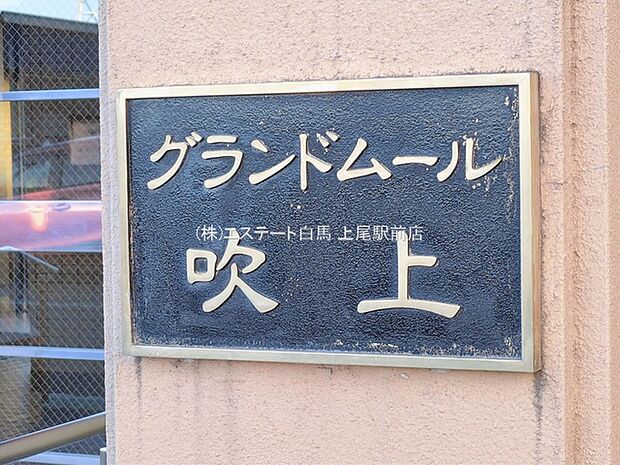 グランドムール
(株)エステート白馬 上尾駅前店
吹上